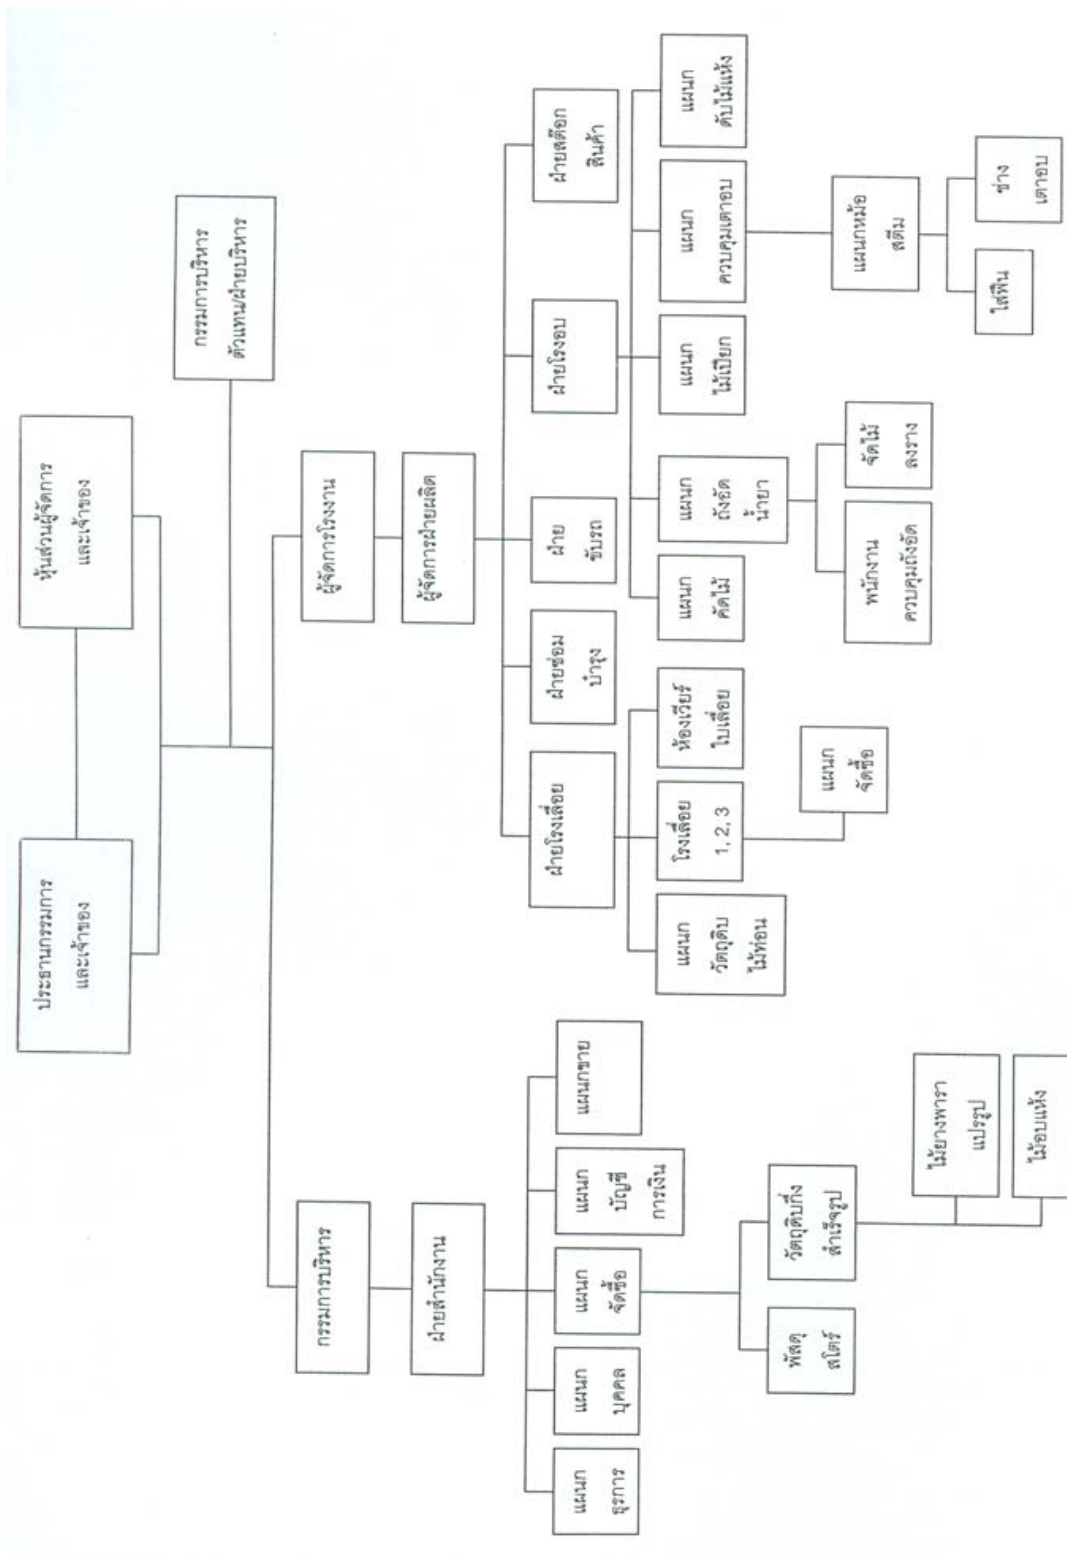 ประธานกรรมการ
และเจ้าของ
หุ้นส่วนผู้จัดการ
และเจ้าของ
กรรมการบริหาร
ตัวแทน/ฝ่ายบริหาร
กรรมการบริหาร
ผู้จัดการโรงงาน
ฝ่ายสำนักงาน
ผู้จัดการฝ่ายผลิต
แผนก
ธุรการ
แผนก
บุคคล
แผนก
จัดซื้อ
แผนก
บัญชี
การเงิน
แผนกขาย
ฝ่ายโรงเลื่อย
ฝ่ายซ่อม
บำรุง
ฝ่าย
ขับรถ
ฝ่ายโรงอบ
ฝ่ายสต๊อก
สินค้า
แผนก
วัตถุดิบ
ไม้ท่อน
โรงเลื่อย
1, 2, 3
ห้องเวียร์
ใบเลื่อย
แผนก
คัดไม้
แผนก
ถังอัด
น้ำยา
แผนก
ไม้เปียก
แผนก
ควบคุมเตาอบ
แผนก
ดับไม้แห้ง
พัสดุ
สโตร์
วัตถุดิบกึ่ง
สำเร็จรูป
แผนก
จัดซื้อ
พนักงาน
ควบคุมถังอัด
จัดไม้
ลงราง
แผนกหม้อ
สตีม
ไม้ยางพารา
แปรรูป
ไม้อบแห้ง
ใส่ฟืน
ช่าง
เตาอบ